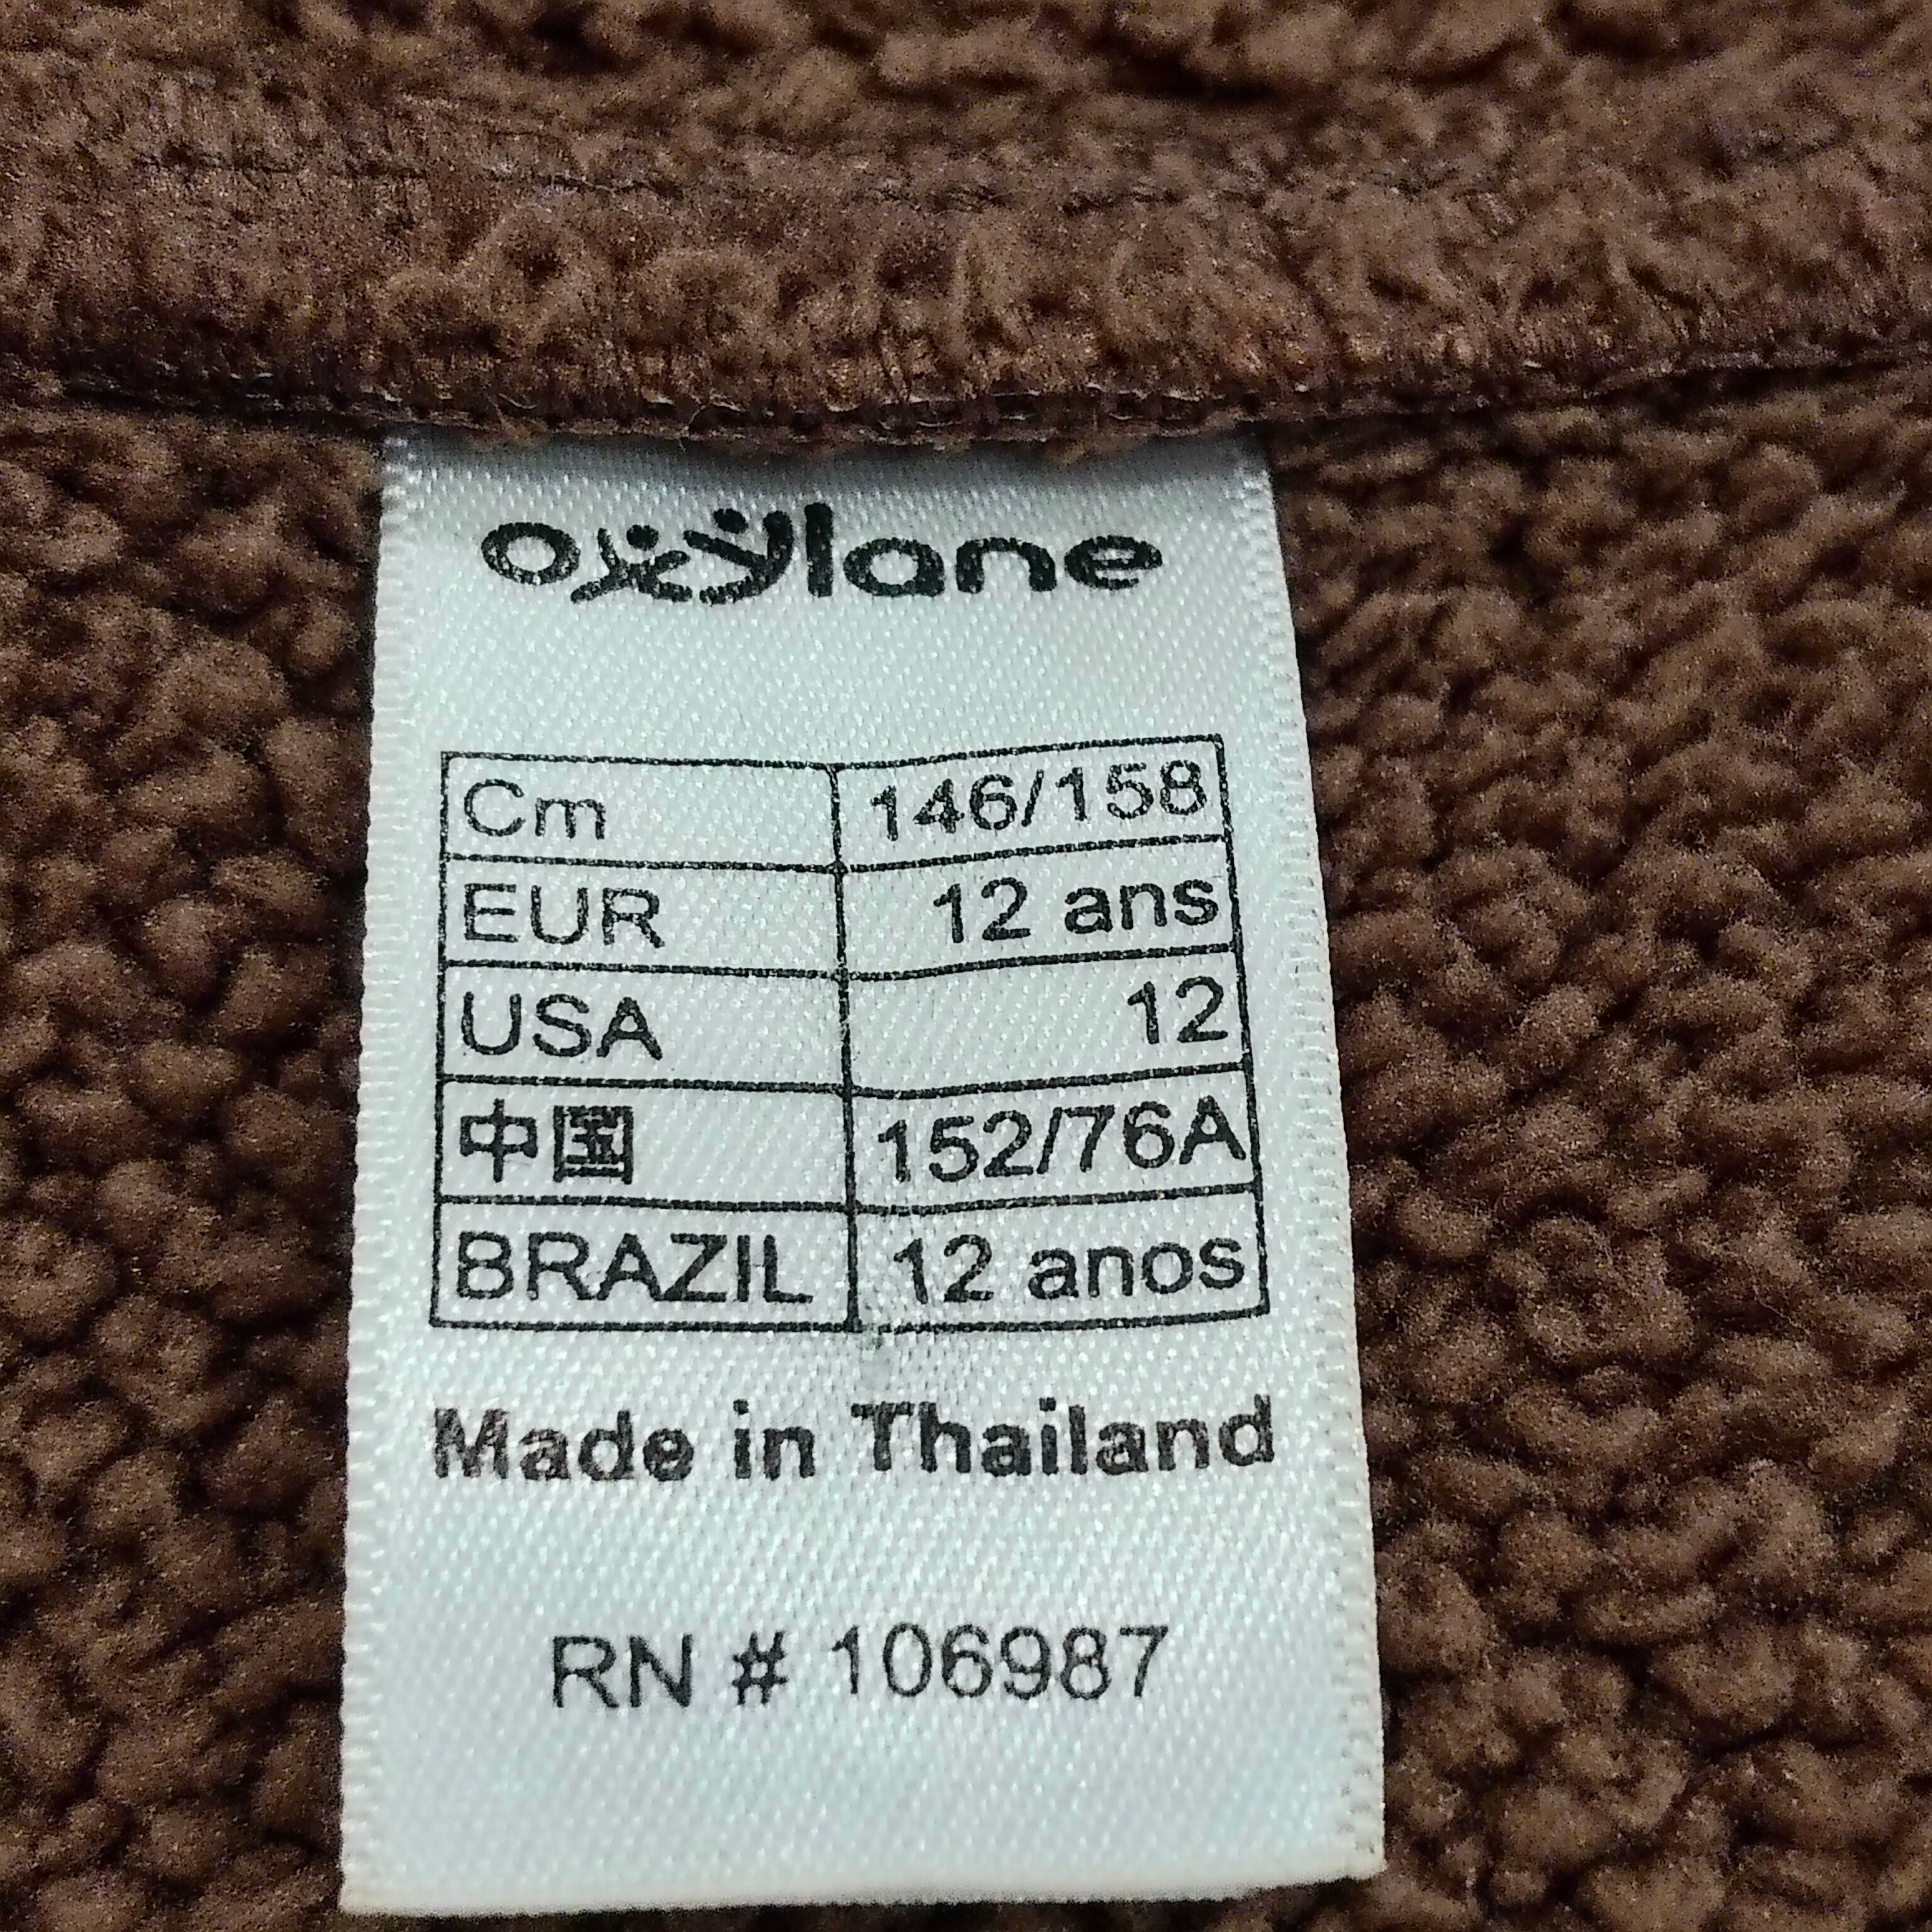 oxylane
Cm 146/158
EUR 12 ans
USA 12
中国 152/76A
BRAZIL 12 anos
Made in Thailand
RN # 106987